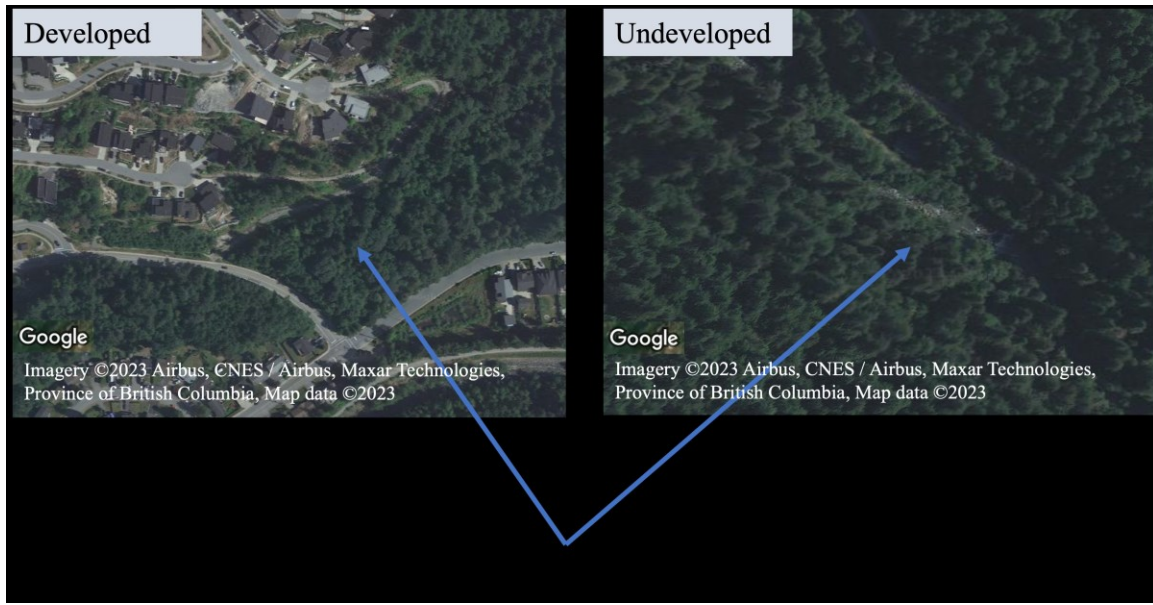 Developed
Google
Imagery ©2023 Airbus, CNES / Airbus, Maxar Technologies,
Province of British Columbia, Map data ©2023
Undeveloped
Google
Imagery ©2023 Airbus, CNES / Airbus, Maxar Technologies,
Province of British Columbia, Map data ©2023